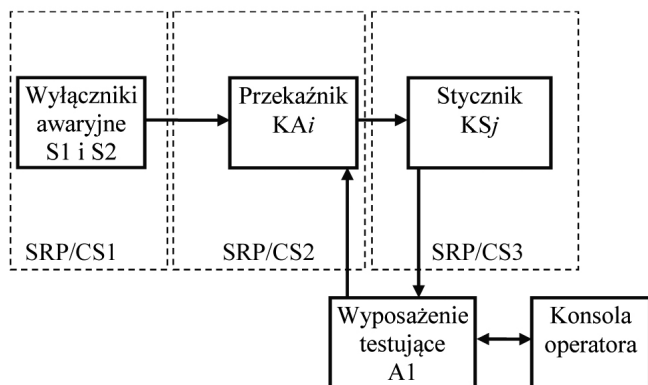 Wyłączniki
awaryjne
S1 i S2
Przekaźnik
KAi
Stycznik
KSj
SRP/CS1
SRP/CS2
SRP/CS3
Wyposażenie
testujące
A1
Konsola
operatora